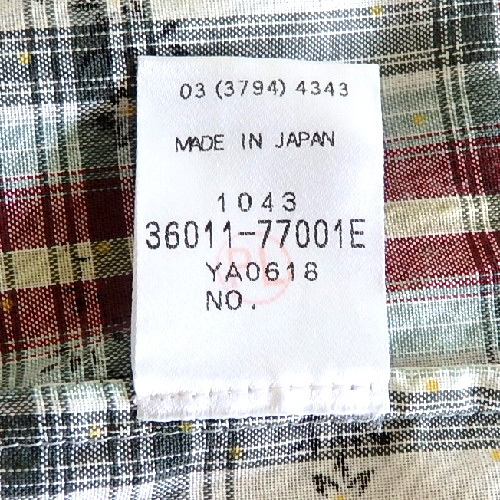 03 (3794) 4343
MADE IN JAPAN
1043
36011-77001E
YA0618
NO.